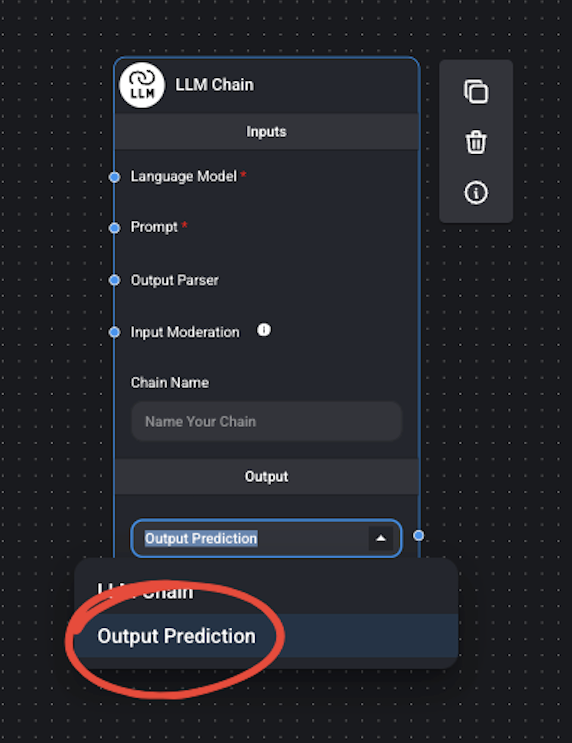 LLM
LLM Chain
Inputs
Language Model *
Prompt *
Output Parser
Input Moderation
Chain Name
Name Your Chain
Output
Output Prediction
LLM Chain
Output Prediction